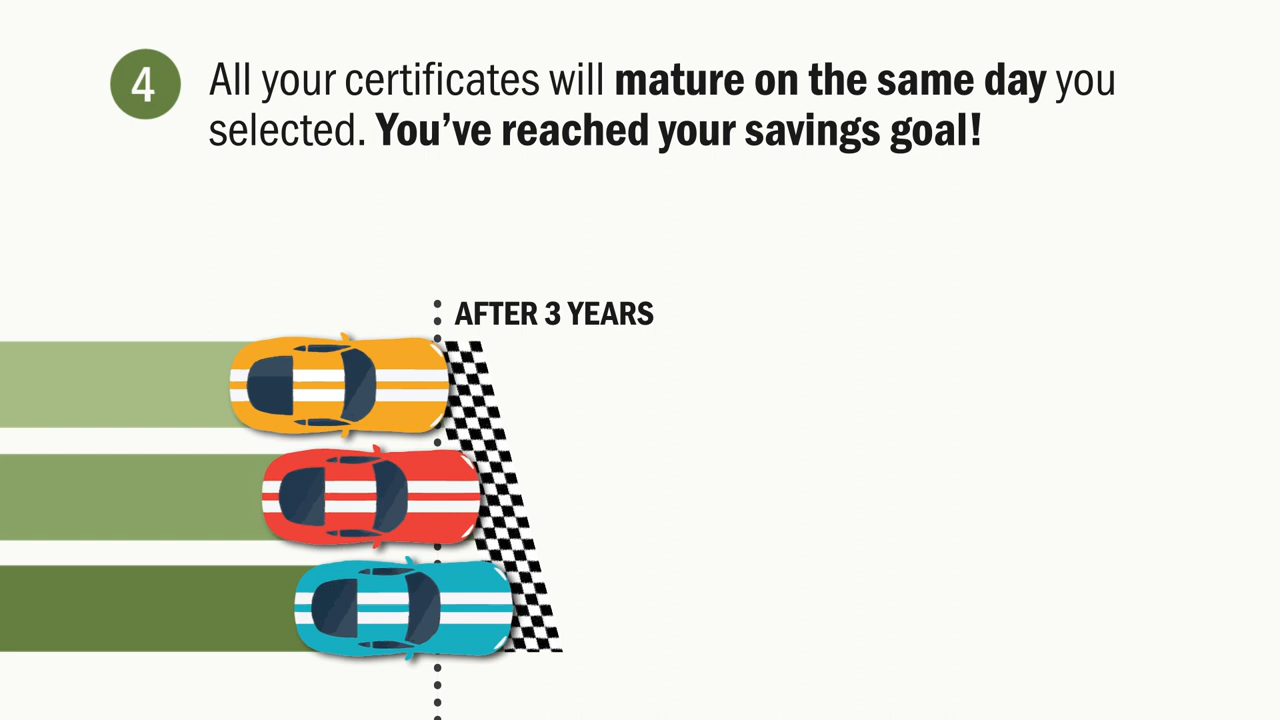 4
All your certificates will mature on the same day you
selected. You've reached your savings goal!
AFTER 3 YEARS